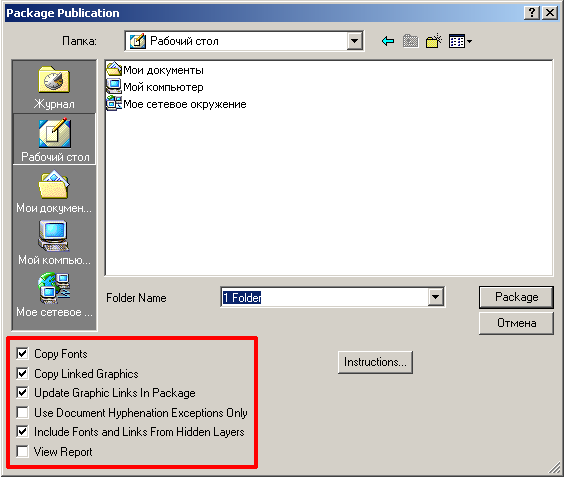 Package Publication
Папка:
Рабочий стол
Журнал
Рабочий стол
Мои докумен...
Мой компью...
Мое сетевое ...
Мои документы
Мой компьютер
Мое сетевое окружение
Folder Name
1 Folder
Package
Отмена
Copy Fonts
Copy Linked Graphics
Update Graphic Links In Package
Use Document Hyphenation Exceptions Only
Include Fonts and Links From Hidden Layers
View Report
Instructions...